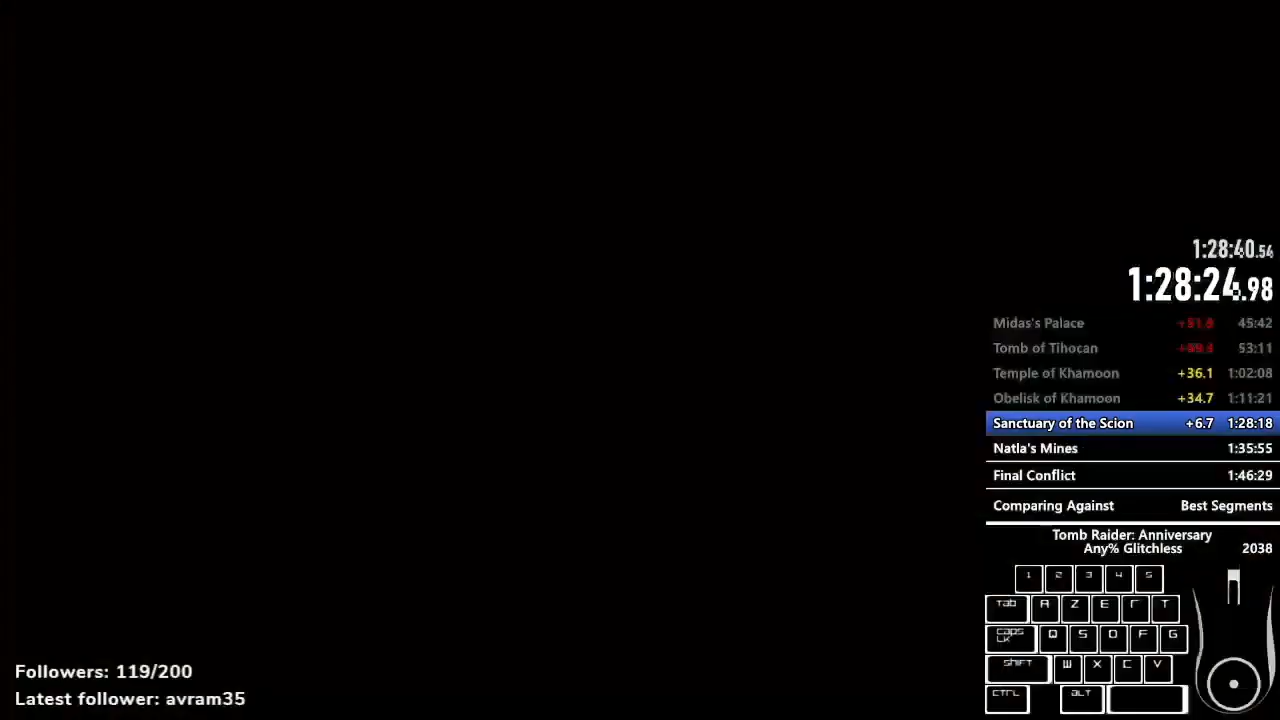 1:28:40.54
1:28:24.98
Midas's Palace +51.8 45:42
Tomb of Tihocan 53:11
Temple of Khamoon +36.1 1:02:08
Obelisk of Khamoon +34.7 1:11:21
Sanctuary of the Scion +6.7 1:28:18
Natla's Mines 1:35:55
Final Conflict 1:46:29
Comparing Against Best Segments
Tomb Raider: Anniversary
Any% Glitchless 2038
1 2 3 4 5
Tab A Z E r T
caps LK Q S D F G
shift W X C V
ctrl alt
Followers: 119/200
Latest follower: avram35